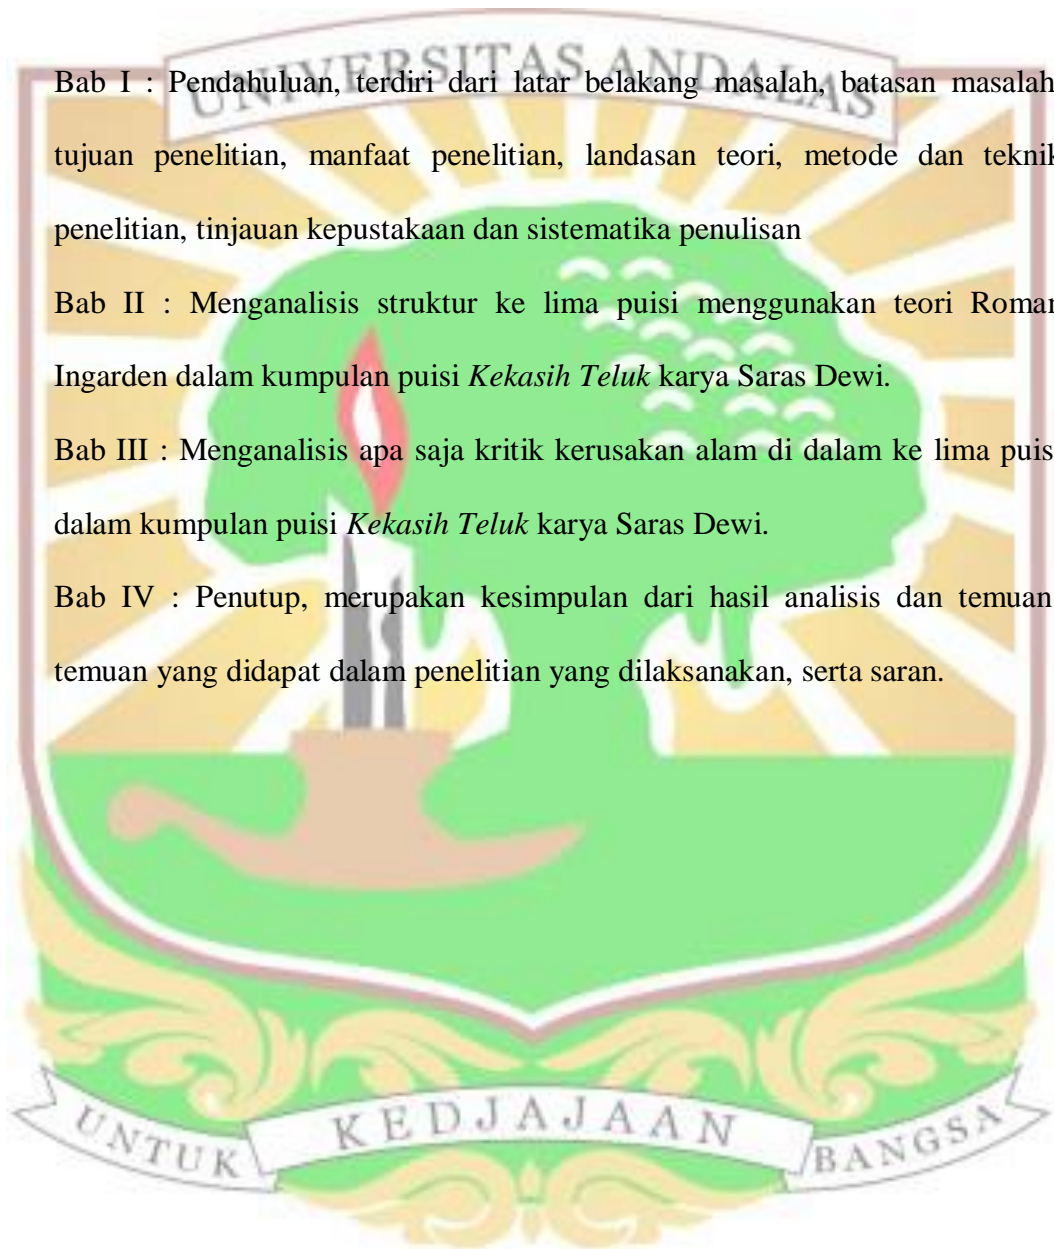 UNIVERSITAS ANDALAS
Bab I : Pendahuluan, terdiri dari latar belakang masalah, batasan masalah
tujuan penelitian, manfaat penelitian, landasan teori, metode dan teknik
penelitian, tinjauan kepustakaan dan sistematika penulisan
Bab II : Menganalisis struktur ke lima puisi menggunakan teori Roman
Ingarden dalam kumpulan puisi Kekasih Teluk karya Saras Dewi.
Bab III : Menganalisis apa saja kritik kerusakan alam di dalam ke lima puis
dalam kumpulan puisi Kekasih Teluk karya Saras Dewi.
Bab IV : Penutup, merupakan kesimpulan dari hasil analisis dan temuan
temuan yang didapat dalam penelitian yang dilaksanakan, serta saran.
UNTUK KEDJAJAAN BANGSA